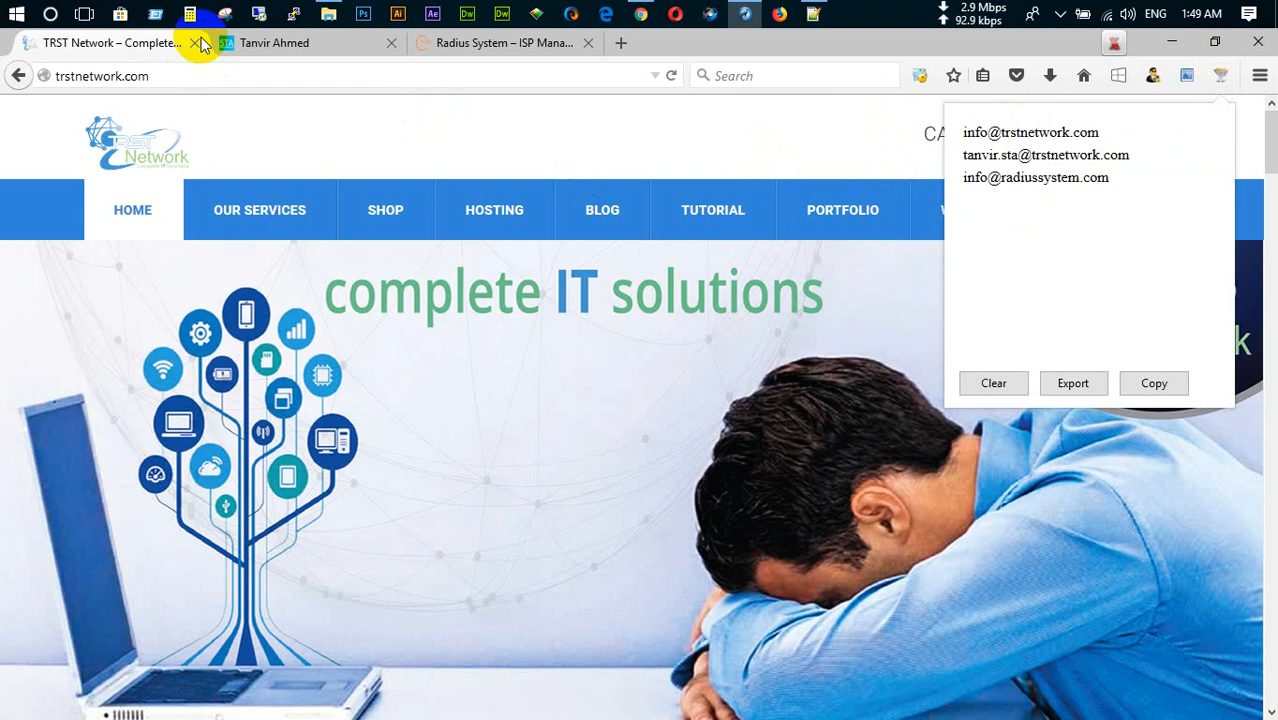 2.9 Mbps
92.9 kbps
ENG
1:49 AM
TRST Network – Complete...
Tanvir Ahmed
Radius System – ISP Mana...
trstnetwork.com
Search
TRST
Network
CA
info@trstnetwork.com
tanvir.sta@trstnetwork.com
info@radiussystem.com
HOME
OUR SERVICES
SHOP
HOSTING
BLOG
TUTORIAL
PORTFOLIO
complete IT solutions
k
Clear
Export
Copy